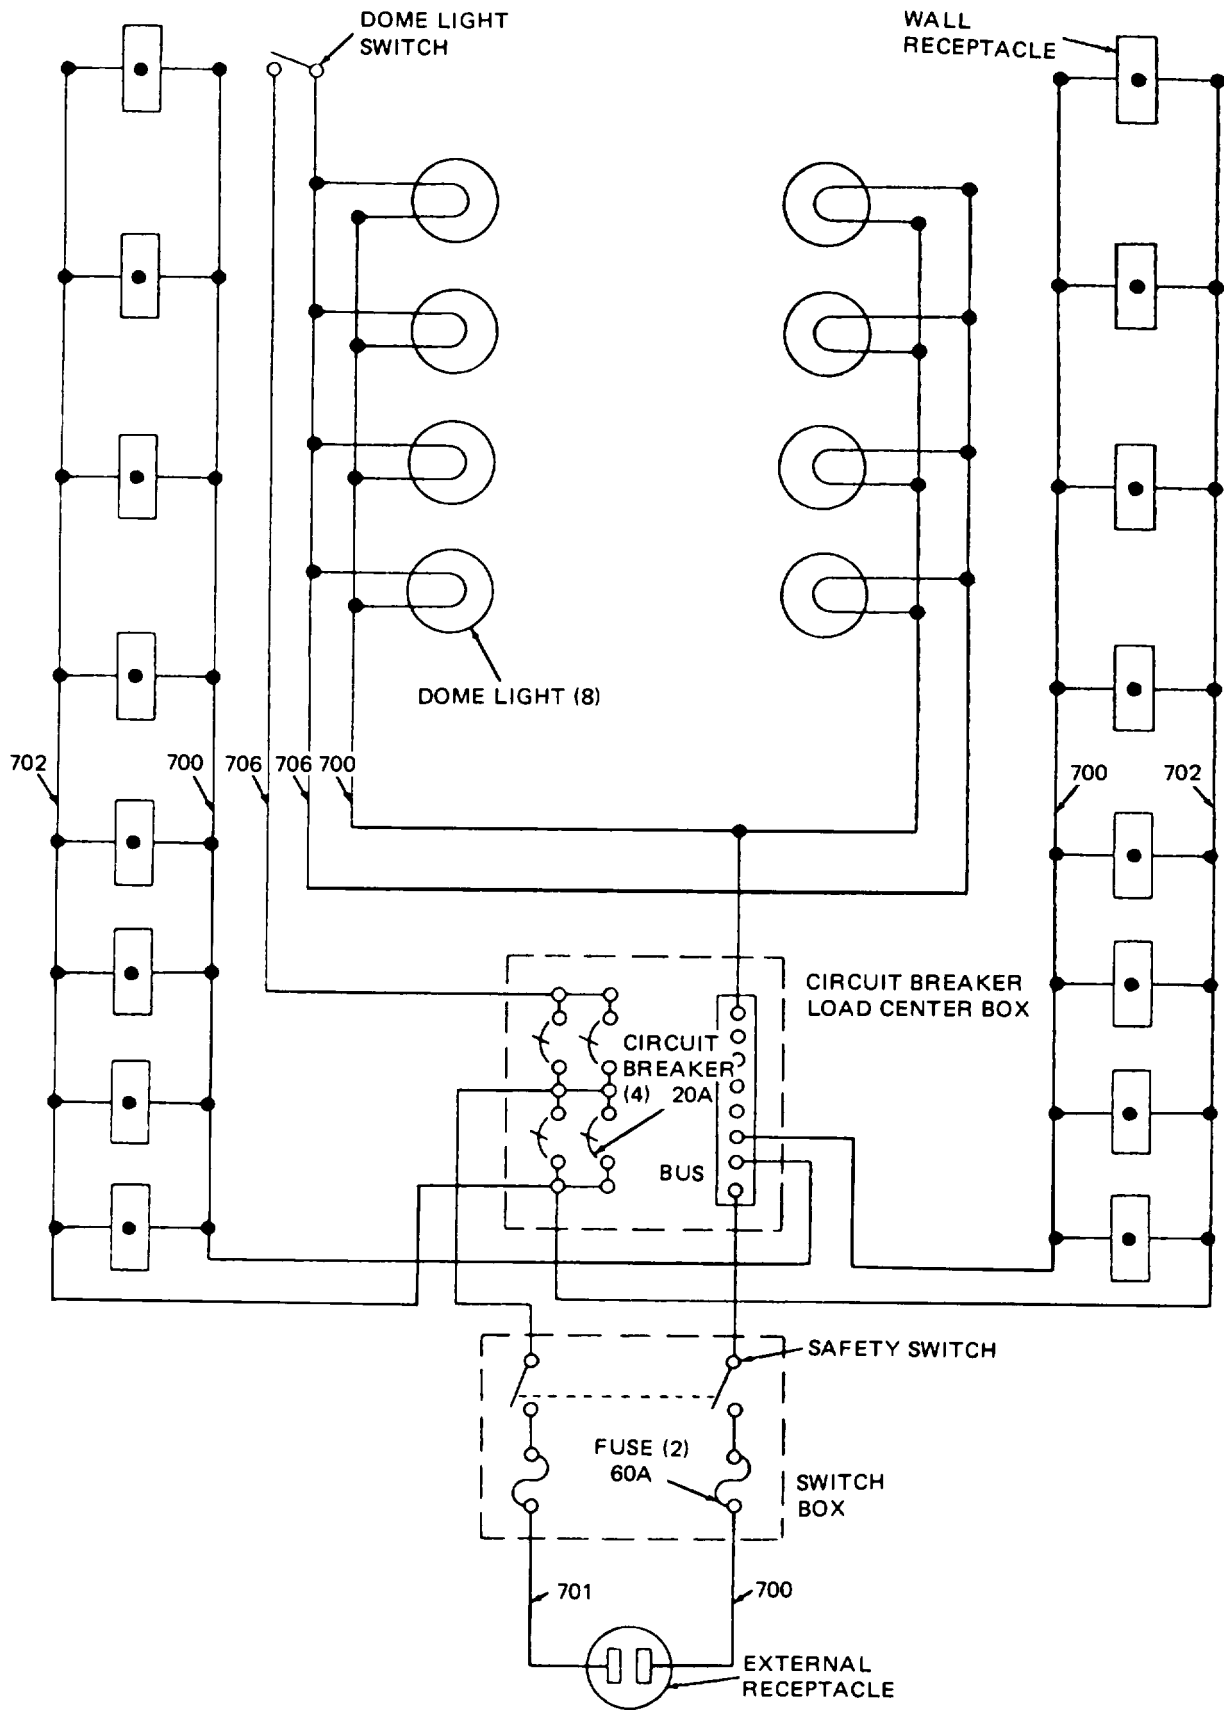 DOME LIGHT
SWITCH
WALL
RECEPTACLE
DOME LIGHT (8)
702
700
706
706
700
700
702
CIRCUIT BREAKER
LOAD CENTER BOX
CIRCUIT
BREAKER
(4) 20A
BUS
SAFETY SWITCH
FUSE (2)
60A
SWITCH
BOX
701
700
EXTERNAL
RECEPTACLE